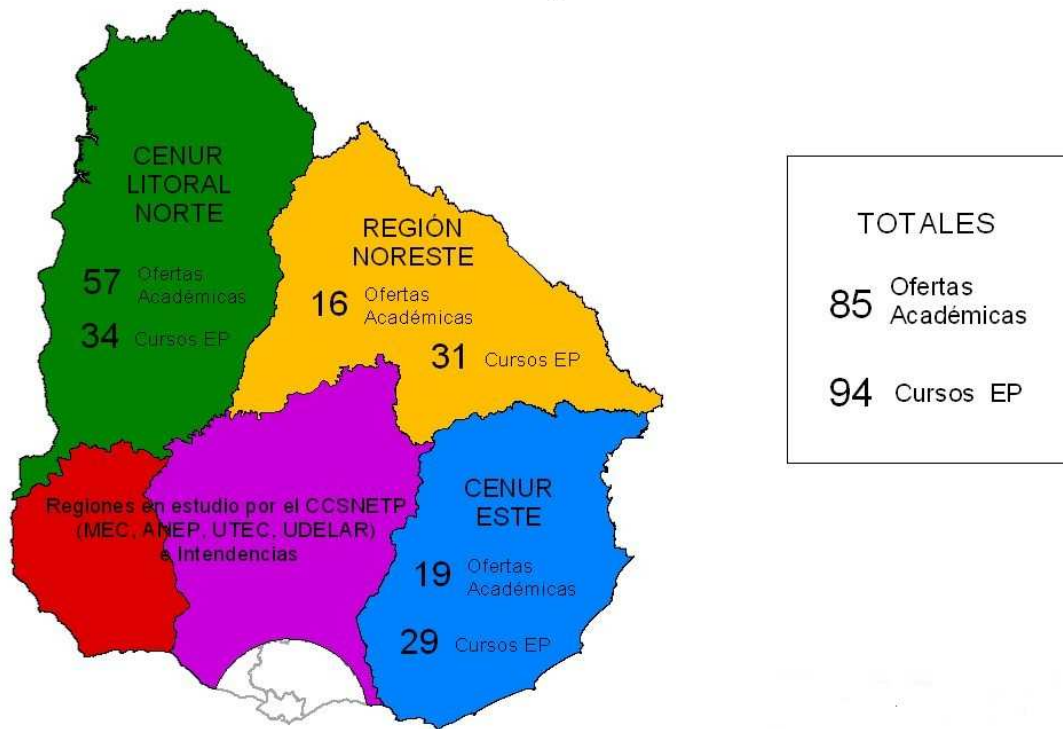 CENUR
LITORAL
NORTE
57 Ofertas
Académicas
34 Cursos EP
REGIÓN
NORESTE
16 Ofertas
Académicas
31 Cursos EP
Regiones en estudio por el CCSNETP
(MEC, ANEP, UTEC, UDELAR)
e Intendencias
CENUR
ESTE
19 Ofertas
Académicas
29 Cursos EP
TOTALES
85 Ofertas
Académicas
94 Cursos EP